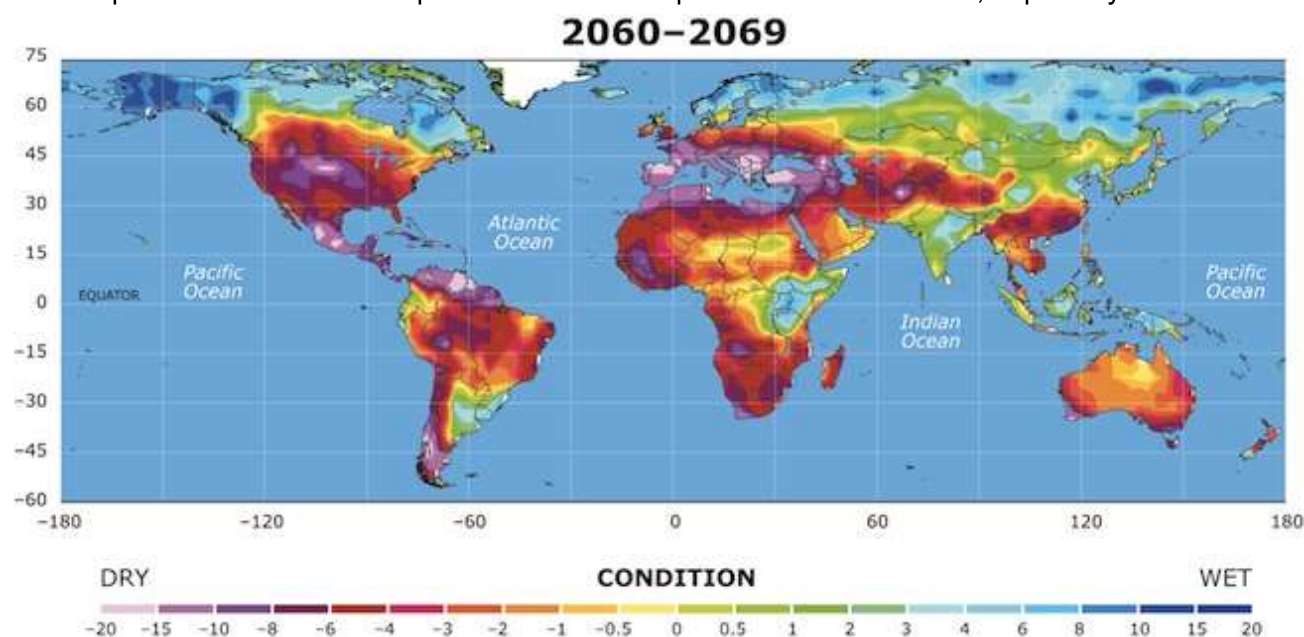 2060–2069
75
60
45
30
15
0
−15
−30
−45
−60
Atlantic
Ocean
Pacific
Ocean
EQUATOR
Pacific
Ocean
Indian
Ocean
−180 −120 −60 0 60 120 180
DRY CONDITION WET
−20 −15 −10 −8 −6 −4 −3 −2 −1 −0.5 0 0.5 1 2 3 4 6 8 10 15 20